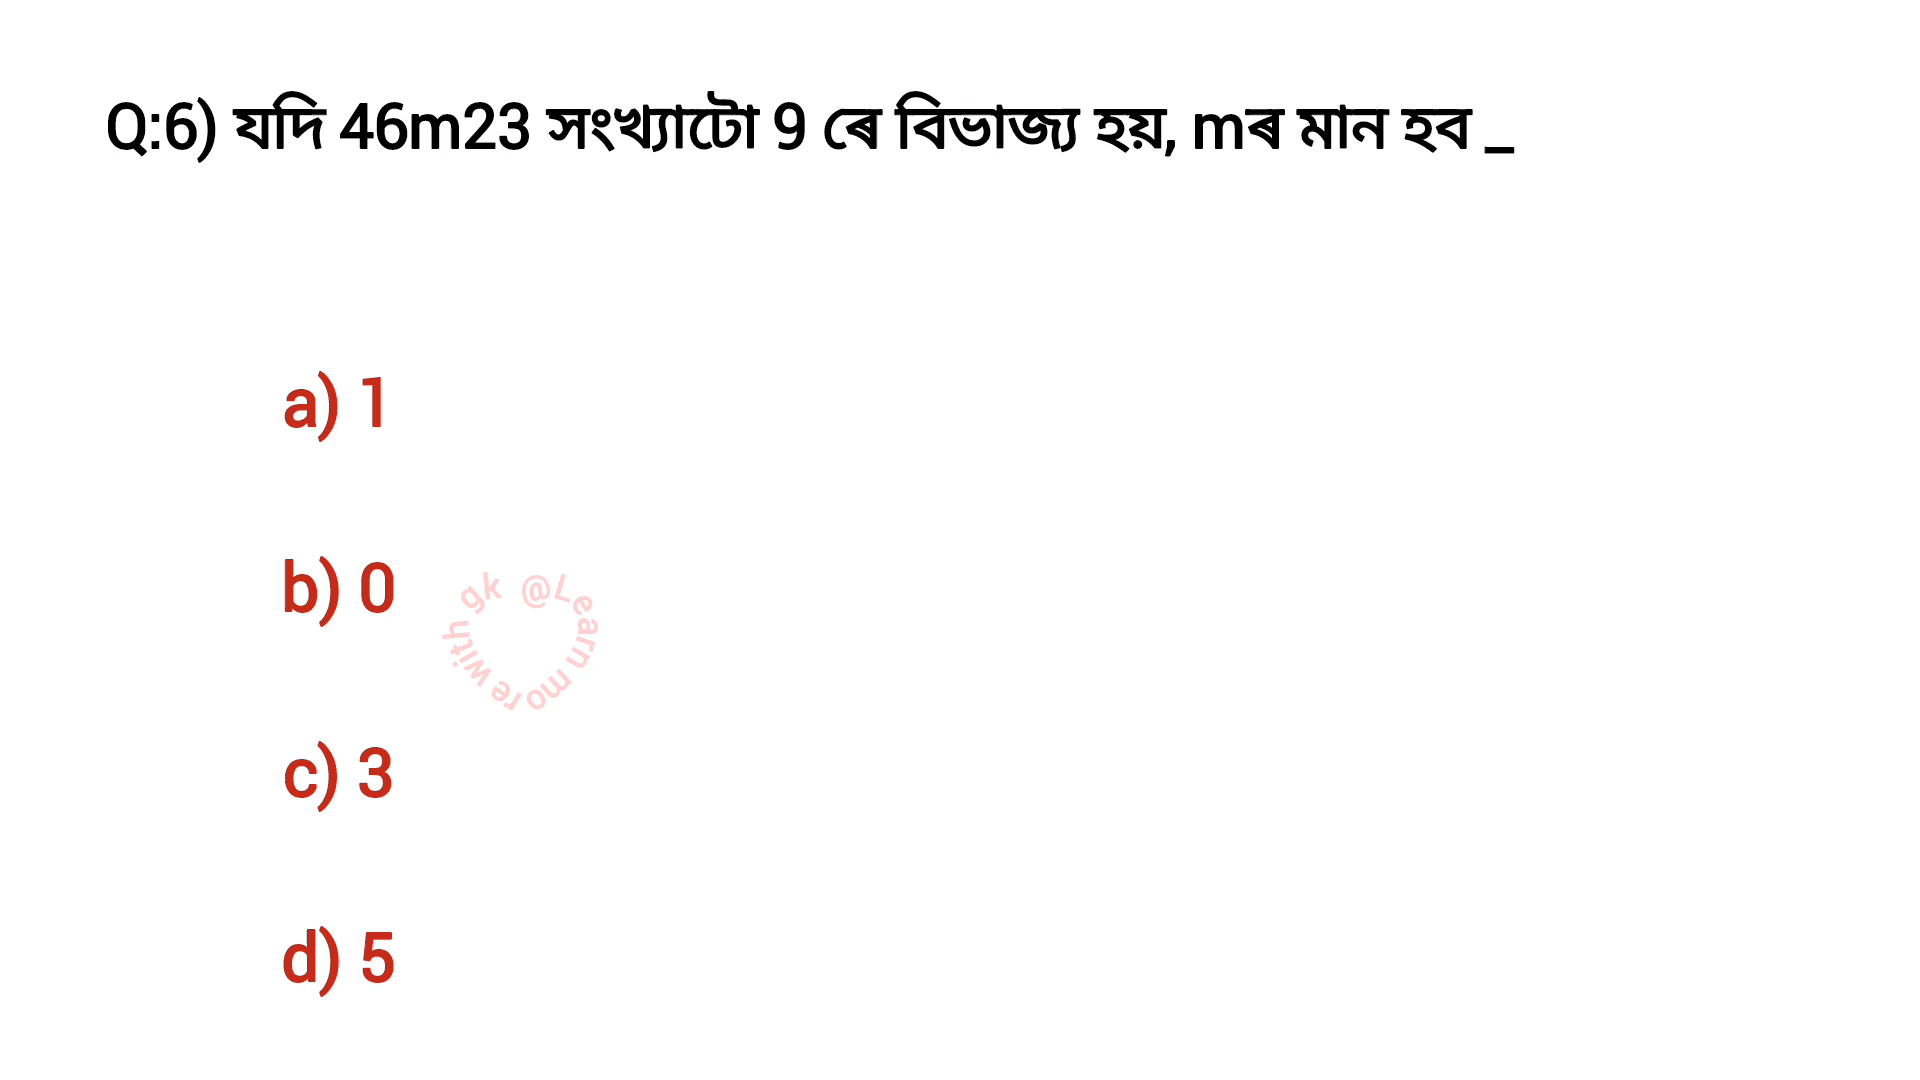 Q:6) যদি 46m23 সংখ্যাটো 9 ৰে বিভাজ্য হয়, mৰ মান হব _
a) 1
b) 0
c) 3
d) 5
@Learn more with gk